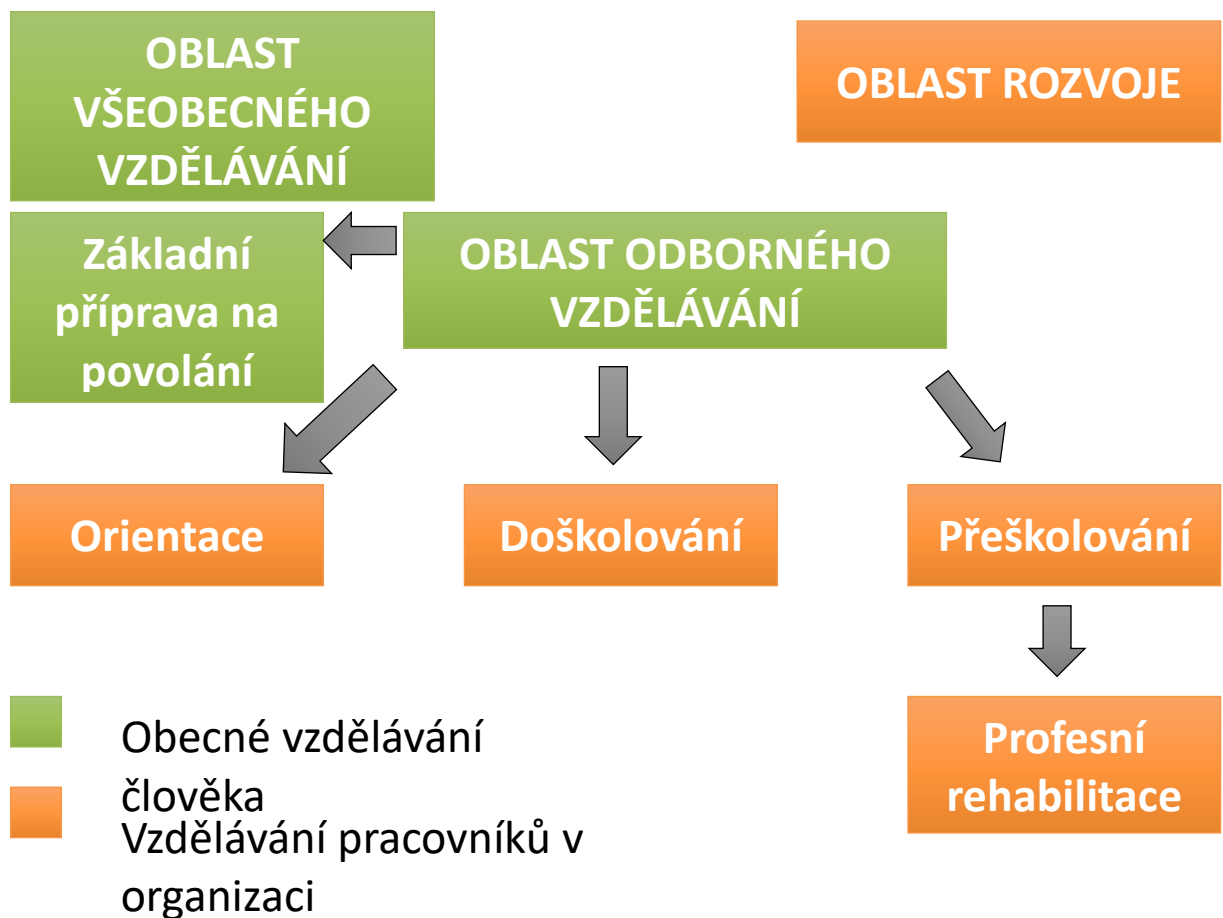 OBLAST
VŠEOBECNÉHO
VZDĚLÁVÁNÍ
OBLAST ROZVOJE
Základní
příprava na
povolání
OBLAST ODBORNÉHO
VZDĚLÁVÁNÍ
Orientace
Doškolování
Přeškolování
Profesní
rehabilitace
Obecné vzdělávání
člověka
Vzdělávání pracovníků v
organizaci